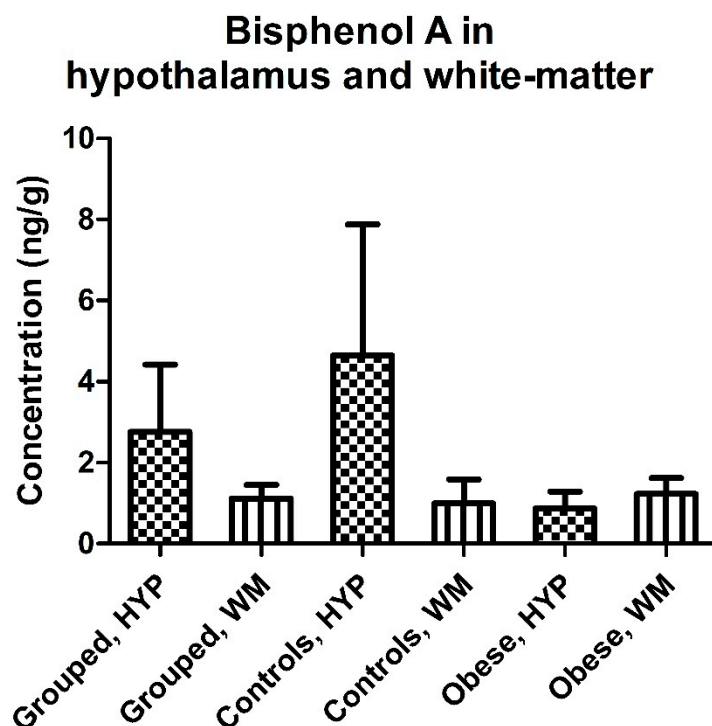 Bisphenol A in
hypothalamus and white-matter
Concentration (ng/g)
10
8
6
4
2
0
Grouped, HYP
Grouped, WM
Controls, HYP
Controls, WM
Obese, HYP
Obese, WM